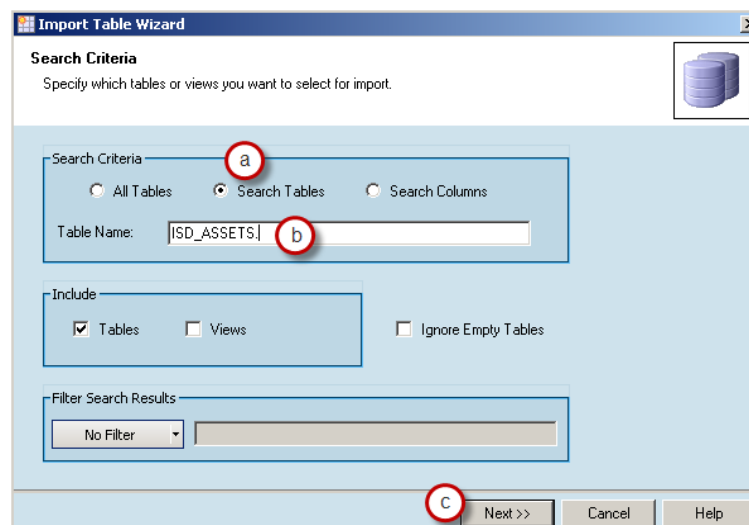 Import Table Wizard
Search Criteria
Specify which tables or views you want to select for import.
Search Criteria
a
All Tables
Search Tables
Search Columns
Table Name:
ISD_ASSETS.
b
Include
Tables
Views
Ignore Empty Tables
Filter Search Results
No Filter
c
Next >>
Cancel
Help